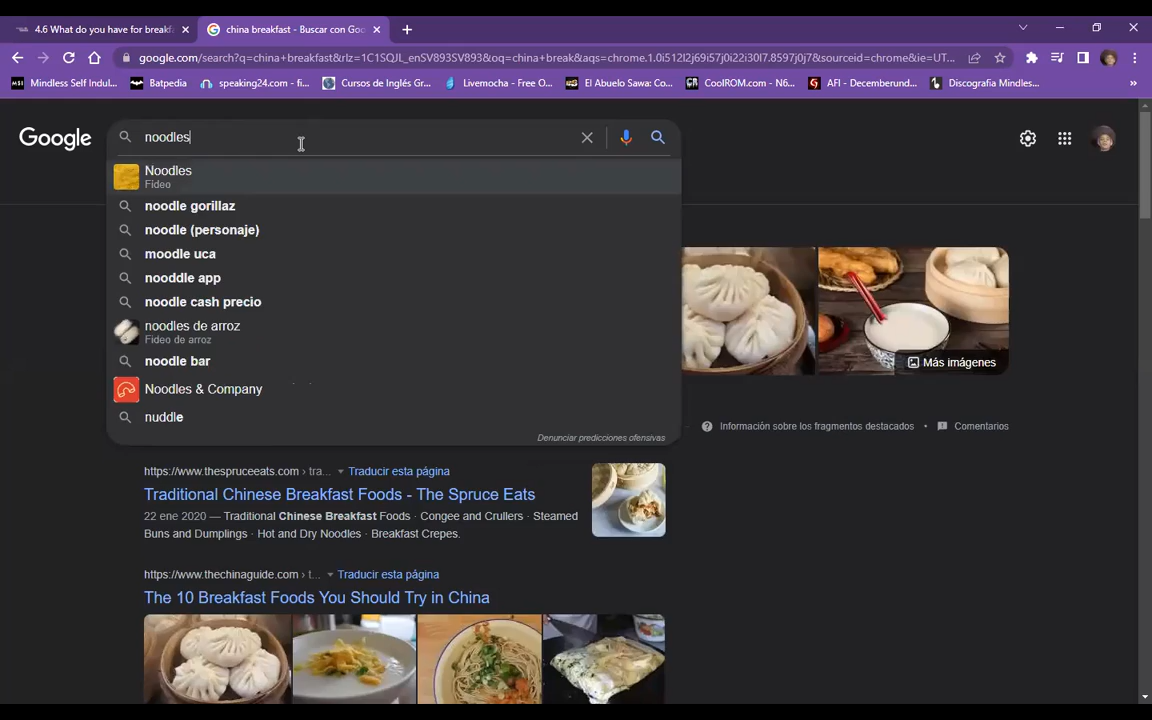 4.6 What do you have for breakf
china breakfast - Buscar con Goo
google.com/search?q=china+breakfast&rlz=1C1SQJL_enSV893SV893&oq=china+break&aqs=chrome.1.0i512l2j69i57j0i22i30l7.8597j0j7&sourceid=chrome&ie=UT...
Mindless Self Indul...
Batpedia
speaking24.com - fi...
Cursos de Inglés Gr...
Livemocha - Free O...
El Abuelo Sawa: Co...
CoolROM.com - N6...
AFI - Decemberund...
Discografia Mindles...
Google
noodles
Noodles
Fideo
noodle gorillaz
noodle (personaje)
moodle uca
nooddle app
noodle cash precio
noodles de arroz
Fideo de arroz
noodle bar
Noodles & Company
nuddle
Denunciar predicciones ofensivas
Más imágenes
Información sobre los fragmentos destacados • Comentarios
https://www.thespruceeats.com › tra... Traducir esta página
Traditional Chinese Breakfast Foods - The Spruce Eats
22 ene 2020 — Traditional Chinese Breakfast Foods · Congee and Crullers · Steamed
Buns and Dumplings · Hot and Dry Noodles · Breakfast Crepes.
https://www.thechinaguide.com › t... Traducir esta página
The 10 Breakfast Foods You Should Try in China